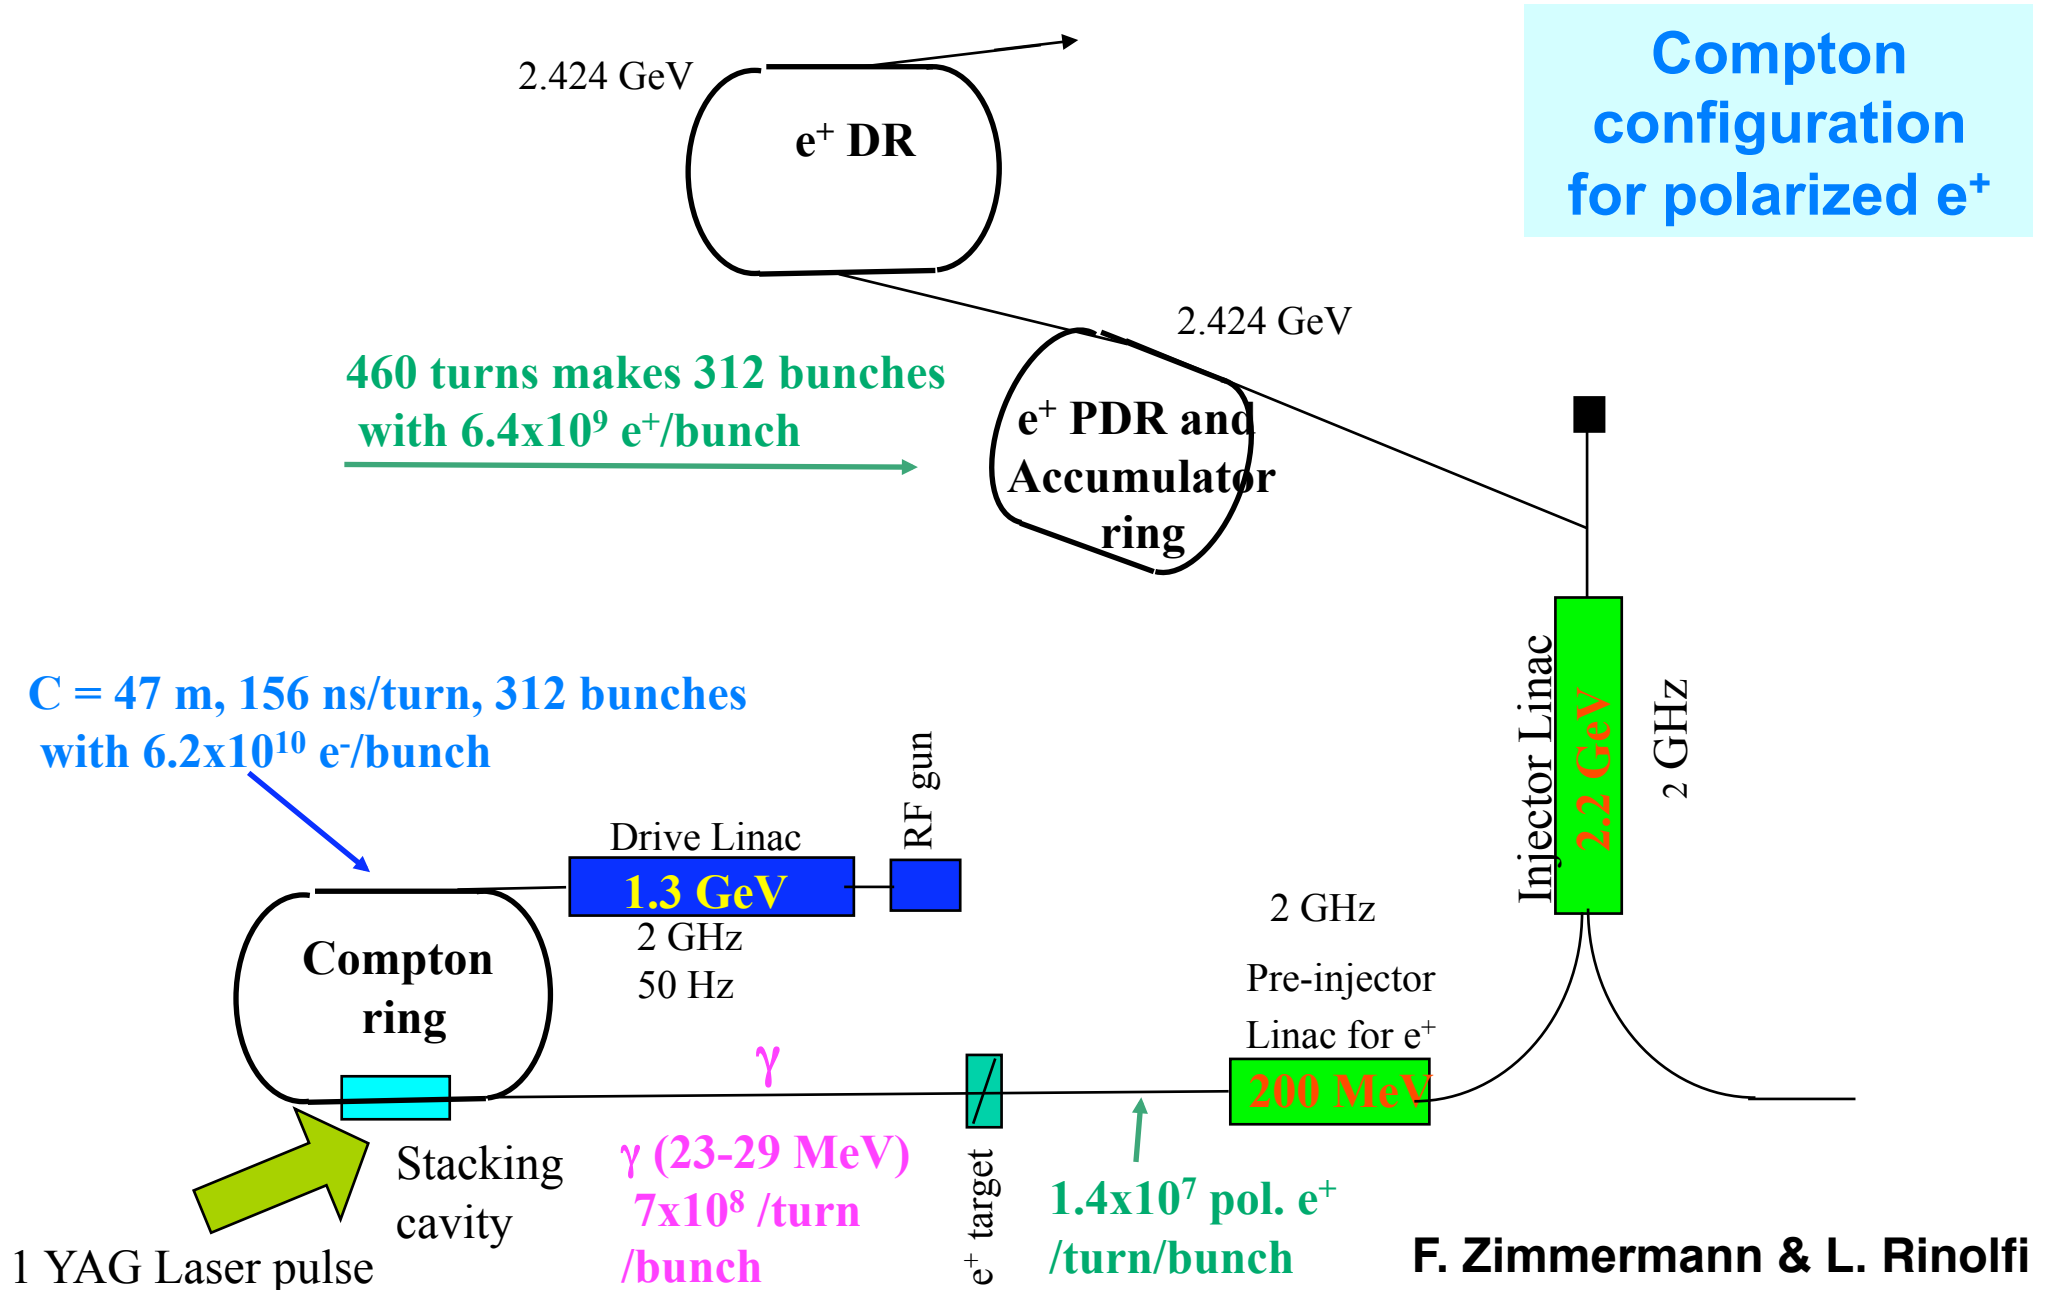 Compton
configuration
for polarized e⁺
2.424 GeV
e⁺ DR
2.424 GeV
460 turns makes 312 bunches
with 6.4x10⁹ e⁺/bunch
e⁺ PDR and
Accumulator
ring
C = 47 m, 156 ns/turn, 312 bunches
with 6.2x10¹⁰ e⁻/bunch
Injector Linac
2.2 GeV
2 GHz
RF gun
Drive Linac
1.3 GeV
2 GHz
50 Hz
Compton
ring
2 GHz
Pre-injector
Linac for e⁺
200 MeV
γ
Stacking
cavity
γ (23-29 MeV)
7x10⁸ /turn
/bunch
e⁺ target
1.4x10⁷ pol. e⁺
/turn/bunch
1 YAG Laser pulse
F. Zimmermann & L. Rinolfi